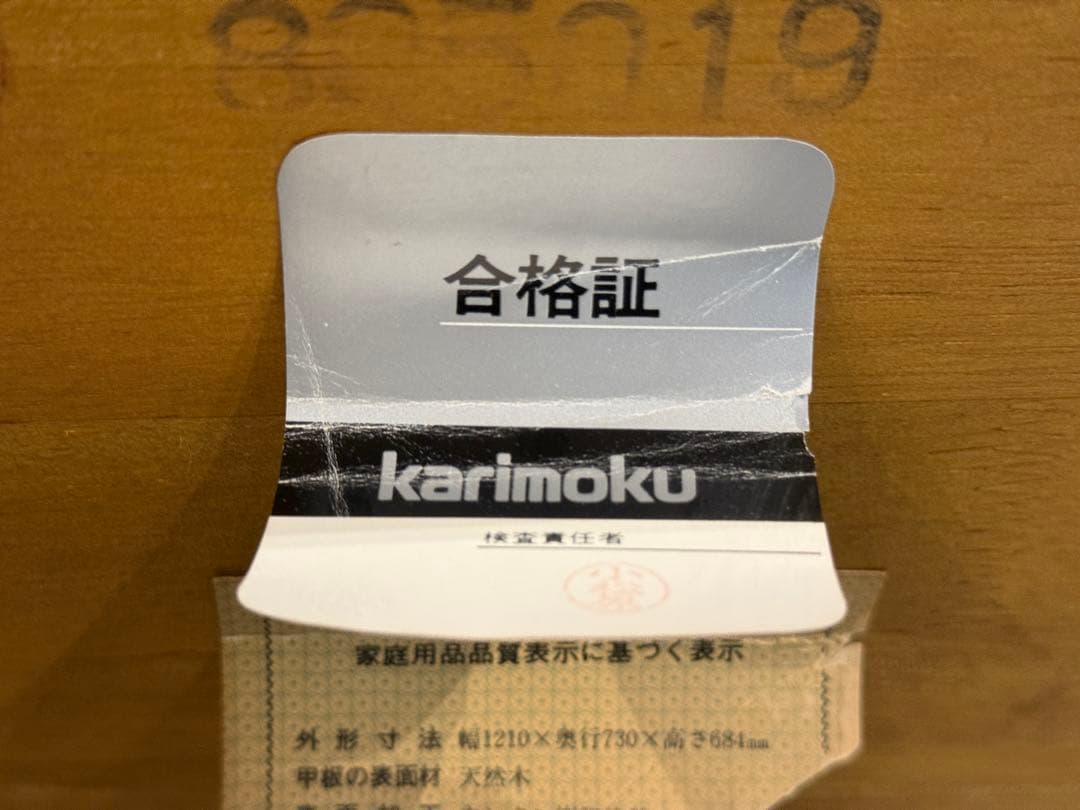 合格証
karimoku
検査責任者
家庭用品品質表示に基づく表示
外形寸法 幅1210×奥行730×高さ684mm
甲板の表面材 天然木